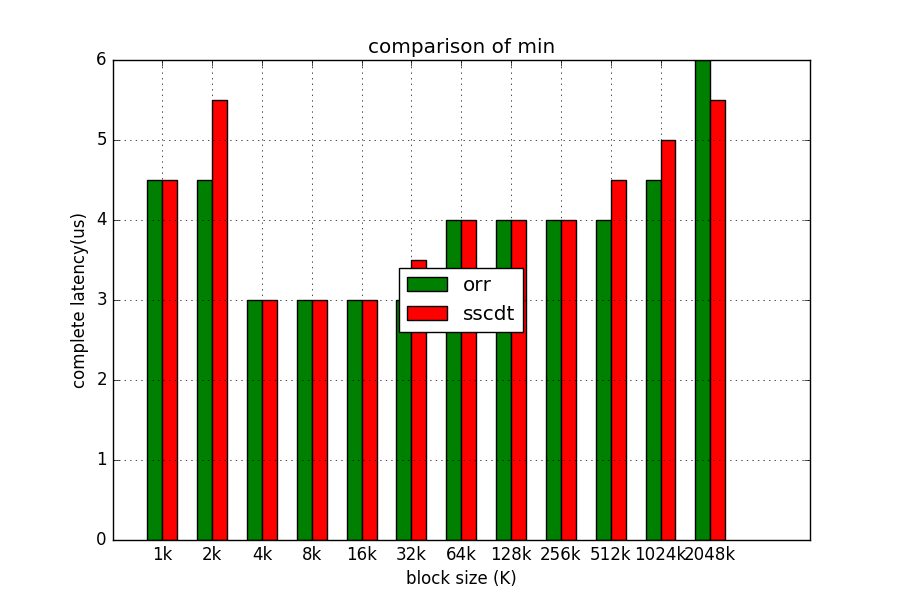 comparison of min
6
5
4
3
2
1
0
complete latency(us)
orr
sscdt
1k 2k 4k 8k 16k 32k 64k 128k 256k 512k 1024k 2048k
block size (K)